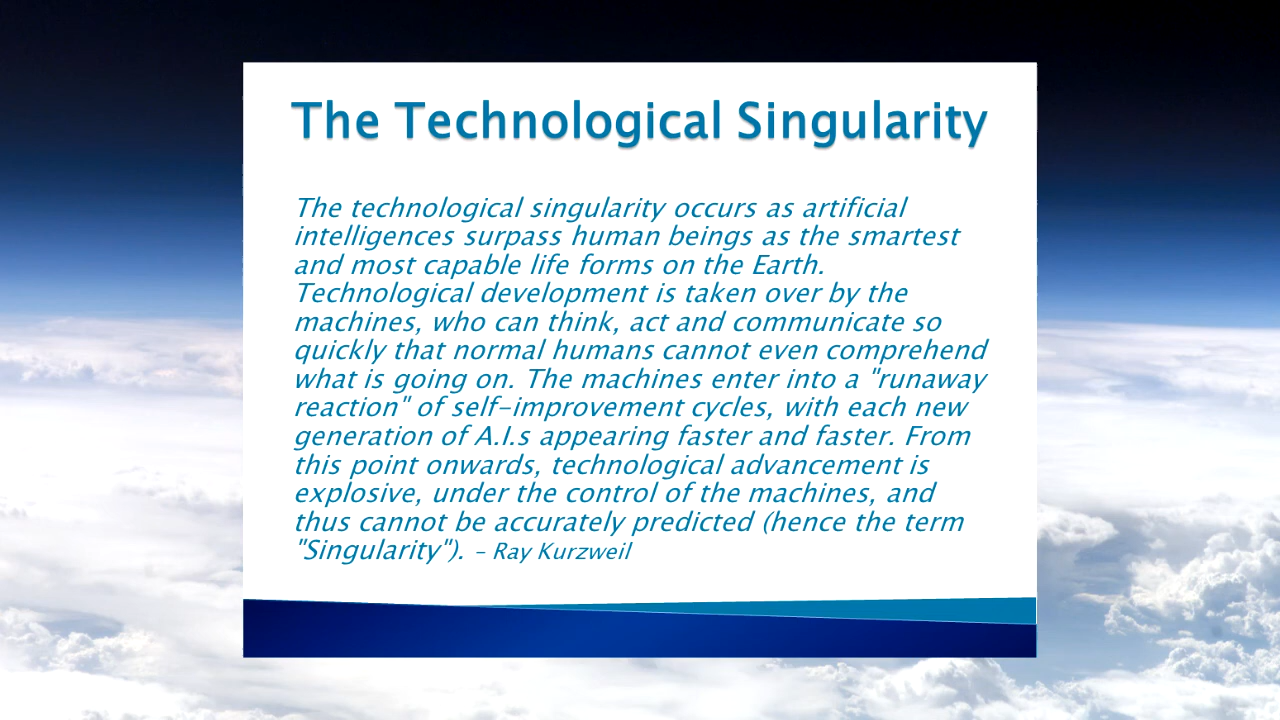 The Technological Singularity
The technological singularity occurs as artificial
intelligences surpass human beings as the smartest
and most capable life forms on the Earth.
Technological development is taken over by the
machines, who can think, act and communicate so
quickly that normal humans cannot even comprehend
what is going on. The machines enter into a "runaway
reaction" of self-improvement cycles, with each new
generation of A.I.s appearing faster and faster. From
this point onwards, technological advancement is
explosive, under the control of the machines, and
thus cannot be accurately predicted (hence the term
"Singularity"). - Ray Kurzweil